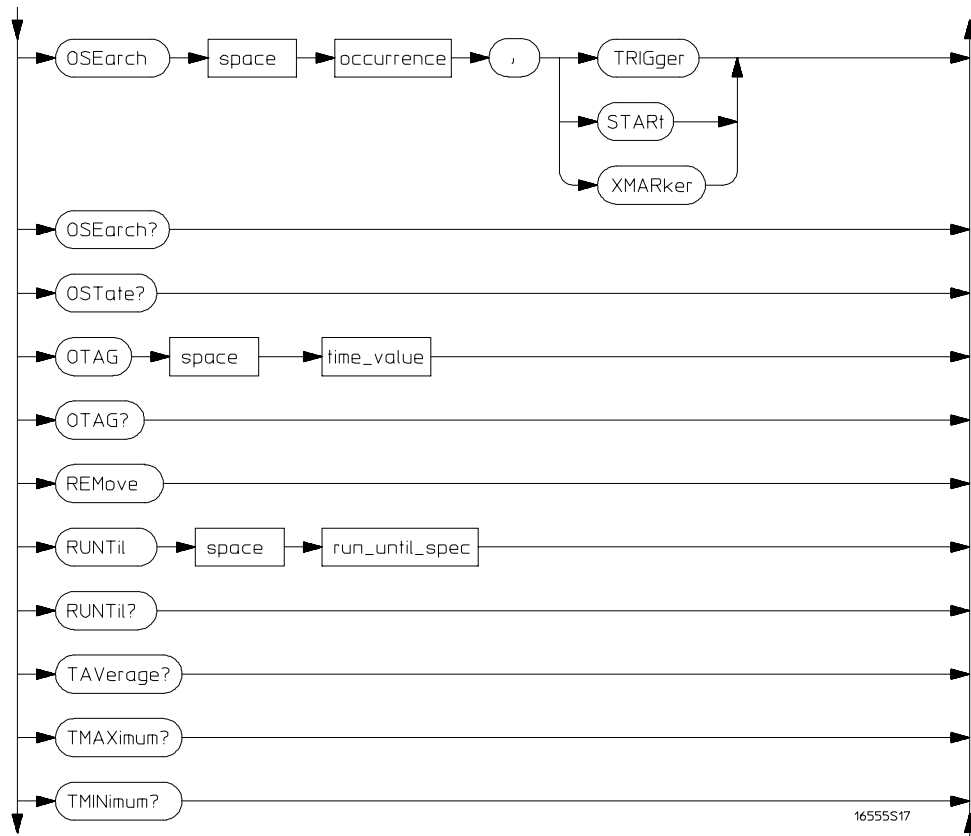 OSEarch space occurrence , TRIGger
STARt
XMARker
OSEarch?
OSTate?
OTAG space time_value
OTAG?
REMove
RUNTil space run_until_spec
RUNTil?
TAVerage?
TMAXimum?
TMINimum?
16555S17